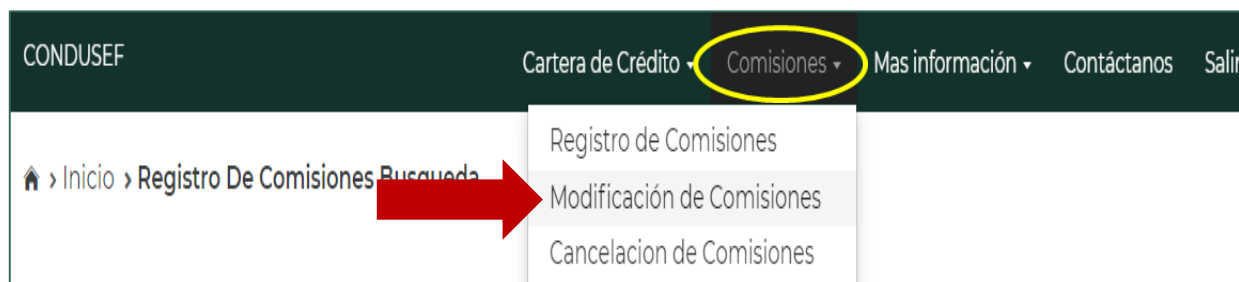 CONDUSEF Cartera de Crédito Comisiones Mas información Contáctanos Salir
Registro de Comisiones
› Inicio › Registro De Comisiones Busqueda
Modificación de Comisiones
Cancelacion de Comisiones